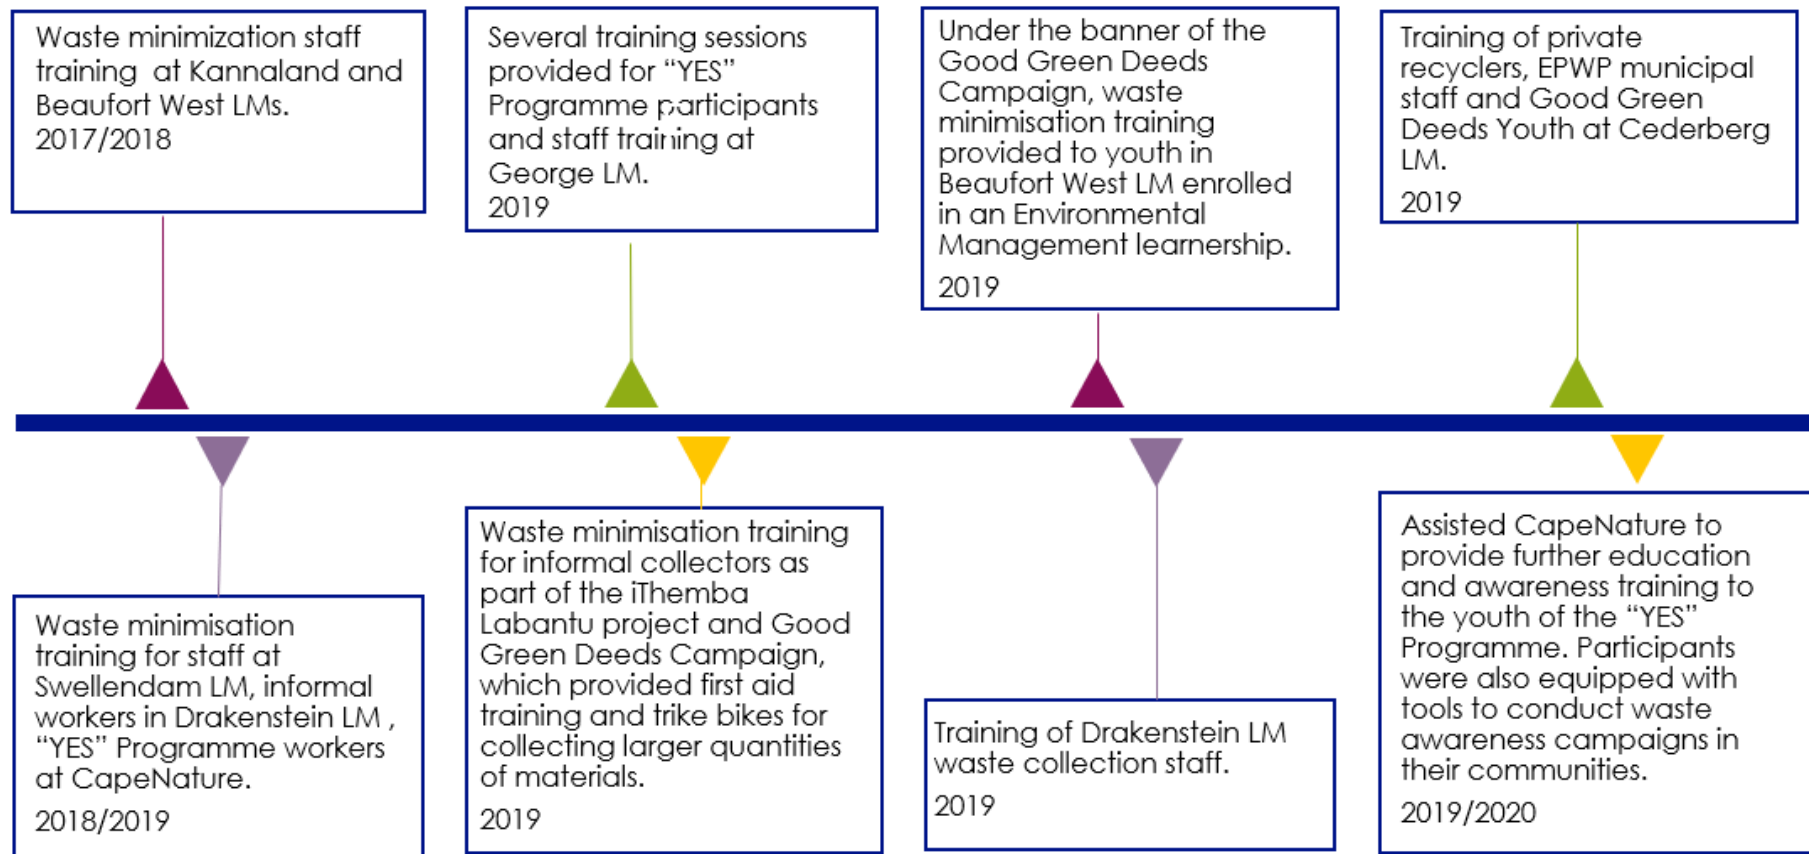 Waste minimization staff
training at Kannaland and
Beaufort West LMs.
2017/2018
Several training sessions
provided for “YES”
Programme participants
and staff training at
George LM.
2019
Under the banner of the
Good Green Deeds
Campaign, waste
minimisation training
provided to youth in
Beaufort West LM enrolled
in an Environmental
Management learnership.
2019
Training of private
recyclers, EPWP municipal
staff and Good Green
Deeds Youth at Cederberg
LM.
2019
Waste minimisation
training for staff at
Swellendam LM, informal
workers in Drakenstein LM ,
“YES” Programme workers
at CapeNature.
2018/2019
Waste minimisation training
for informal collectors as
part of the iThemba
Labantu project and Good
Green Deeds Campaign,
which provided first aid
training and trike bikes for
collecting larger quantities
of materials.
2019
Training of Drakenstein LM
waste collection staff.
2019
Assisted CapeNature to
provide further education
and awareness training to
the youth of the “YES”
Programme. Participants
were also equipped with
tools to conduct waste
awareness campaigns in
their communities.
2019/2020